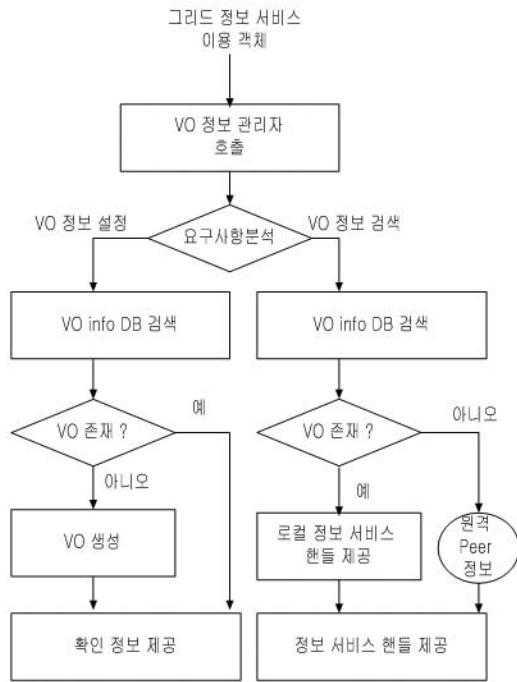 그리드 정보 서비스
이용 객체
VO 정보 관리자
호출
VO 정보 설정
요구사항분석
VO 정보 검색
VO info DB 검색
VO info DB 검색
VO 존재 ?
예
VO 존재 ?
아니오
아니오
예
VO 생성
로컬 정보 서비스
핸들 제공
원격
Peer
정보
확인 정보 제공
정보 서비스 핸들 제공